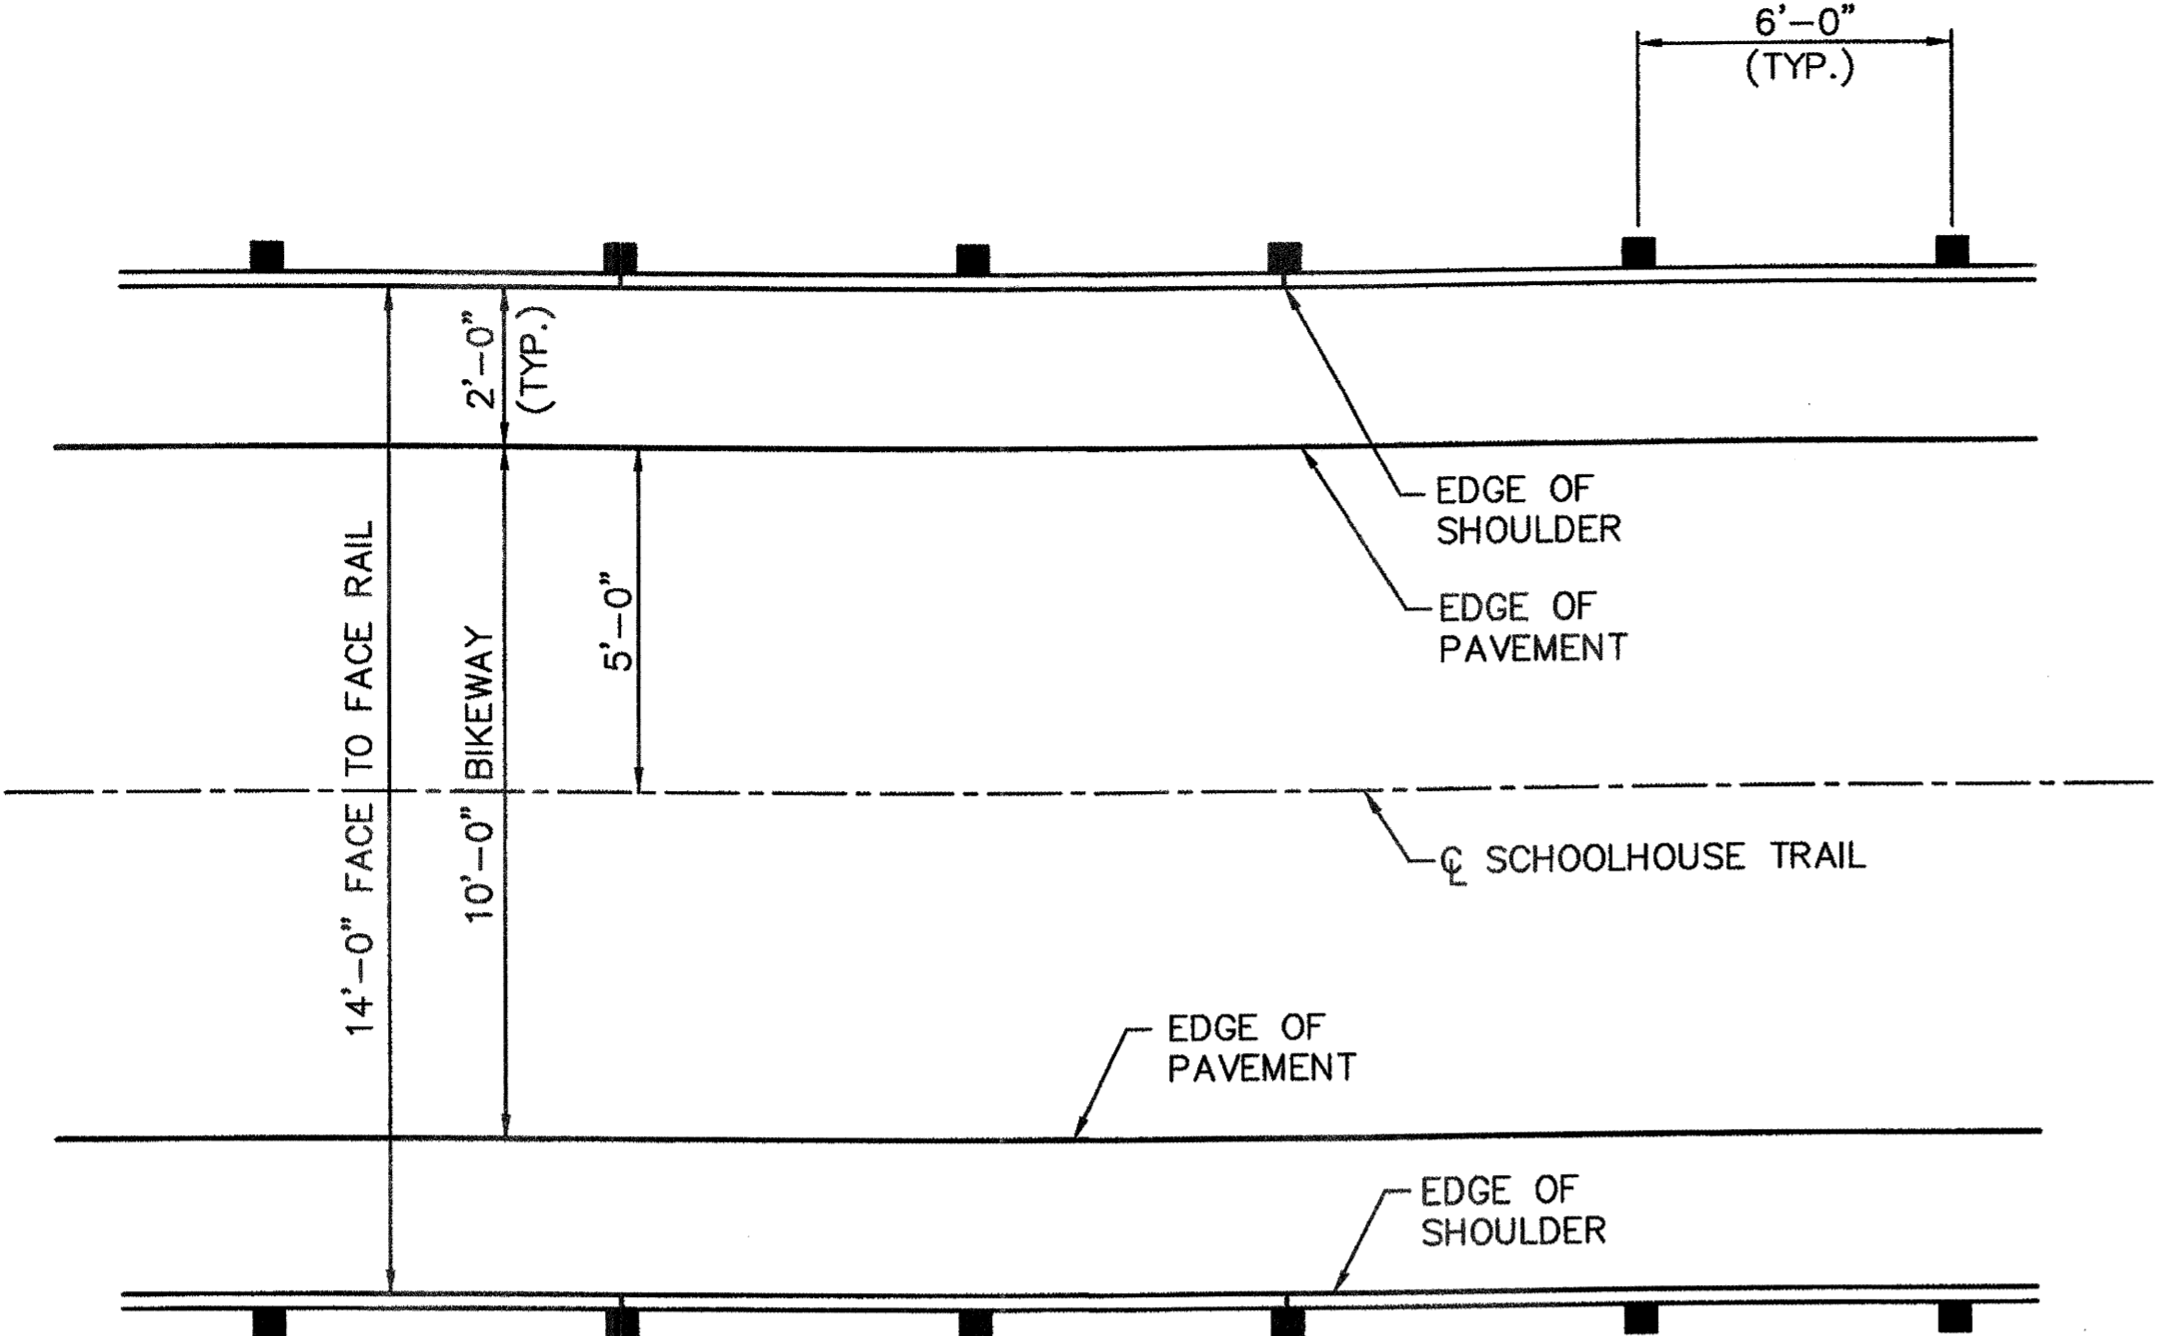 6'-0"
(TYP.)
2'-0"
(TYP.)
EDGE OF
SHOULDER
EDGE OF
PAVEMENT
5'-0"
10'-0" BIKEWAY
14'-0" FACE TO FACE RAIL
℄ SCHOOLHOUSE TRAIL
EDGE OF
PAVEMENT
EDGE OF
SHOULDER